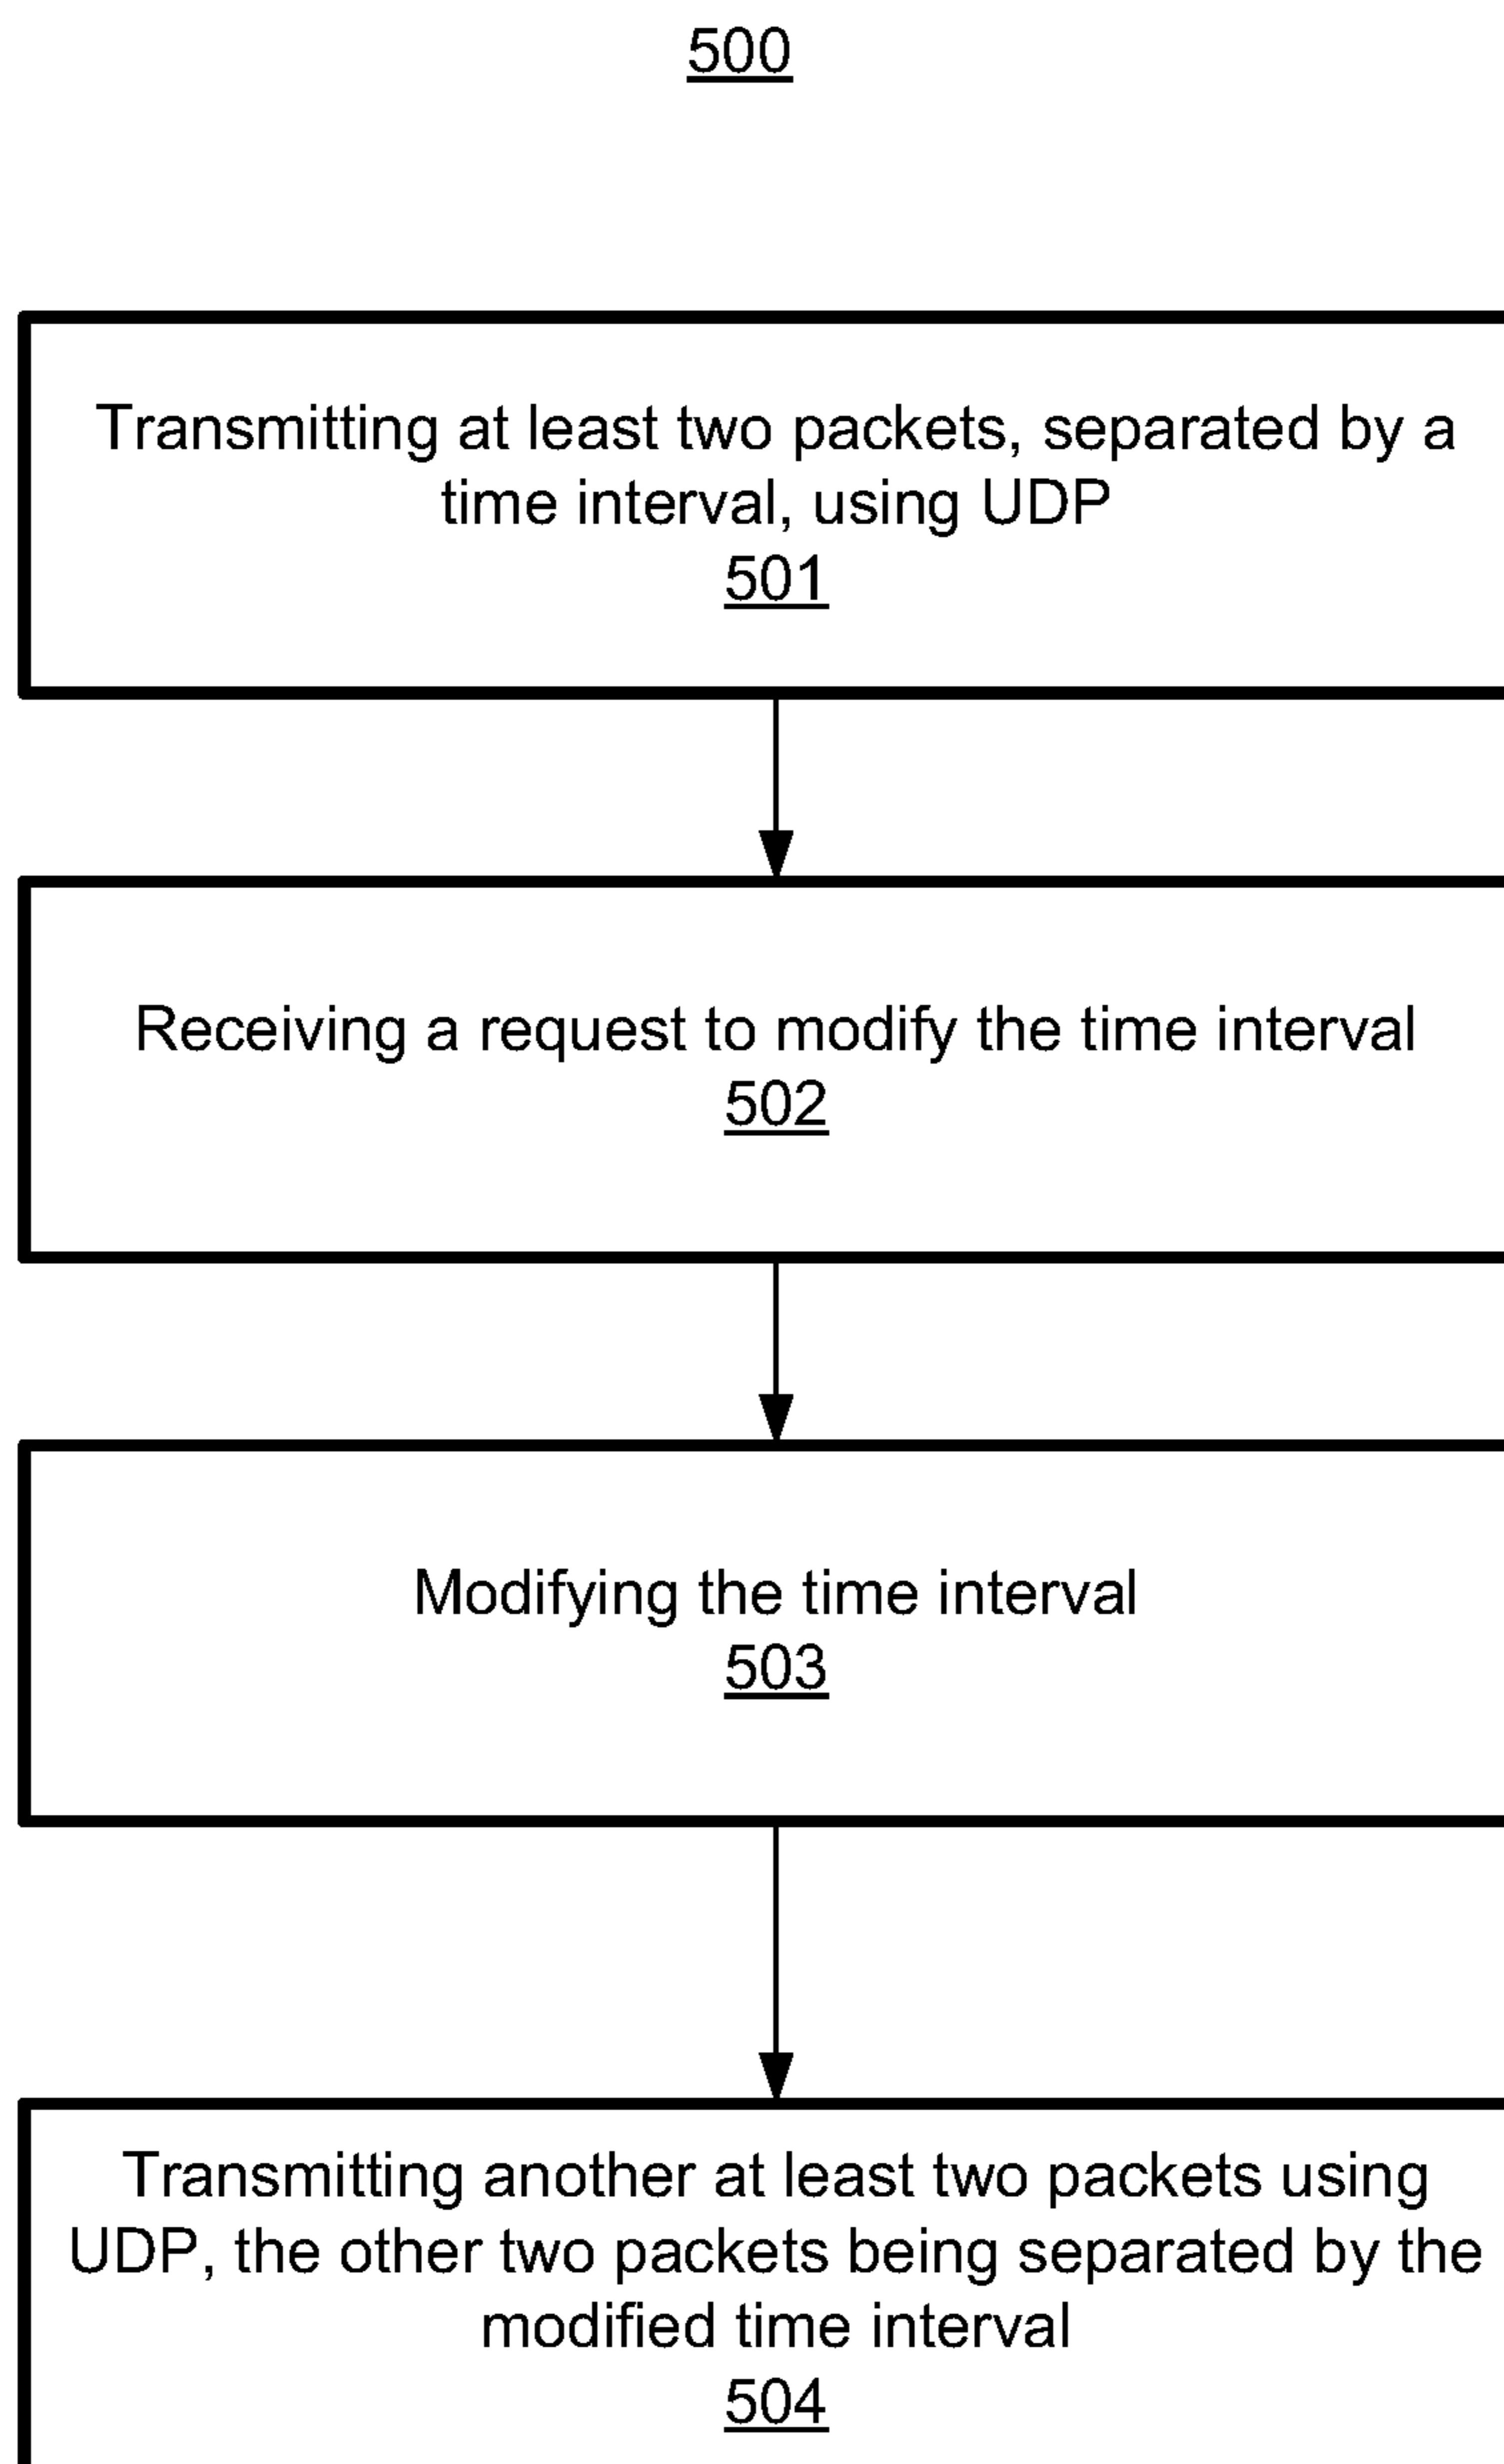 500
Transmitting at least two packets, separated by a
time interval, using UDP
501
Receiving a request to modify the time interval
502
Modifying the time interval
503
Transmitting another at least two packets using
UDP, the other two packets being separated by the
modified time interval
504